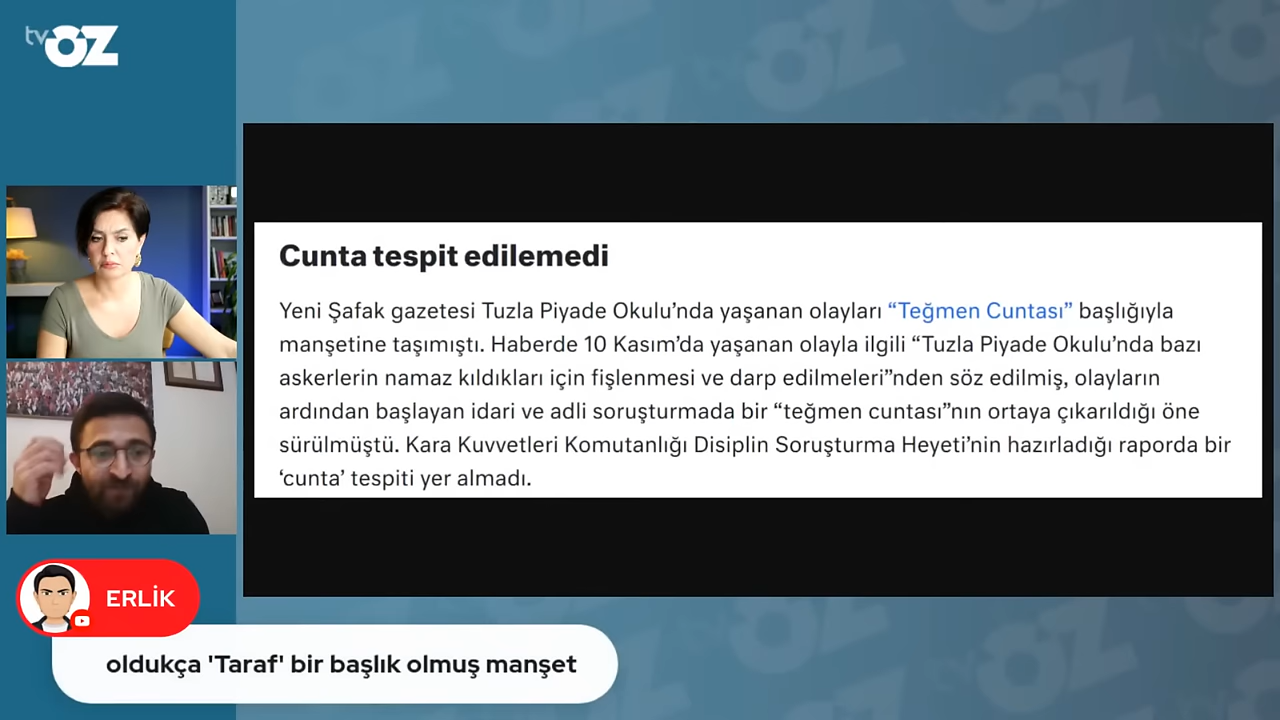 tvÖZ
Cunta tespit edilemedi
Yeni Şafak gazetesi Tuzla Piyade Okulu’nda yaşanan olayları “Teğmen Cuntası” başlığıyla
manşetine taşımıştı. Haberde 10 Kasım’da yaşanan olayla ilgili “Tuzla Piyade Okulu’nda bazı
askerlerin namaz kıldıkları için fişlenmesi ve darp edilmeleri”nden söz edilmiş, olayların
ardından başlayan idari ve adli soruşturmada bir “teğmen cuntası”nın ortaya çıkarıldığı öne
sürülmüştü. Kara Kuvvetleri Komutanlığı Disiplin Soruşturma Heyeti’nin hazırladığı raporda bir
‘cunta’ tespiti yer almadı.
ERLİK
oldukça 'Taraf' bir başlık olmuş manşet